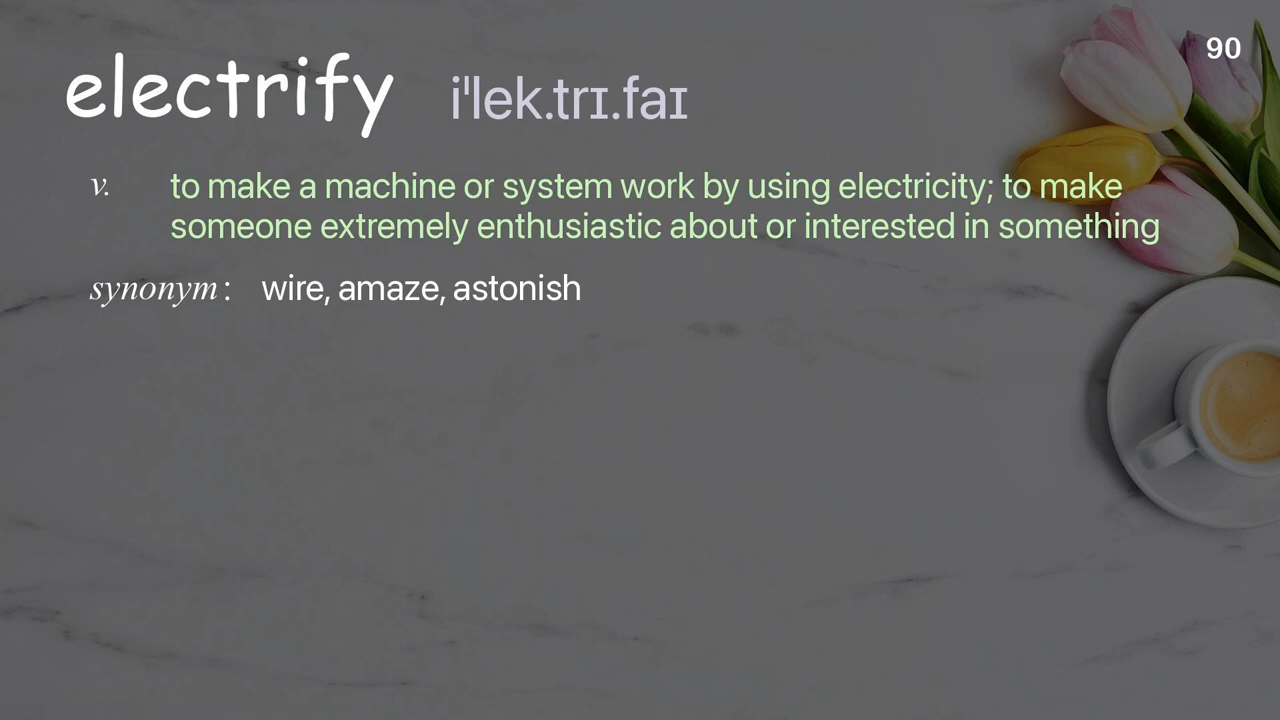 90
electrify iˈlek.trɪ.faɪ
v. to make a machine or system work by using electricity; to make
someone extremely enthusiastic about or interested in something
synonym : wire, amaze, astonish